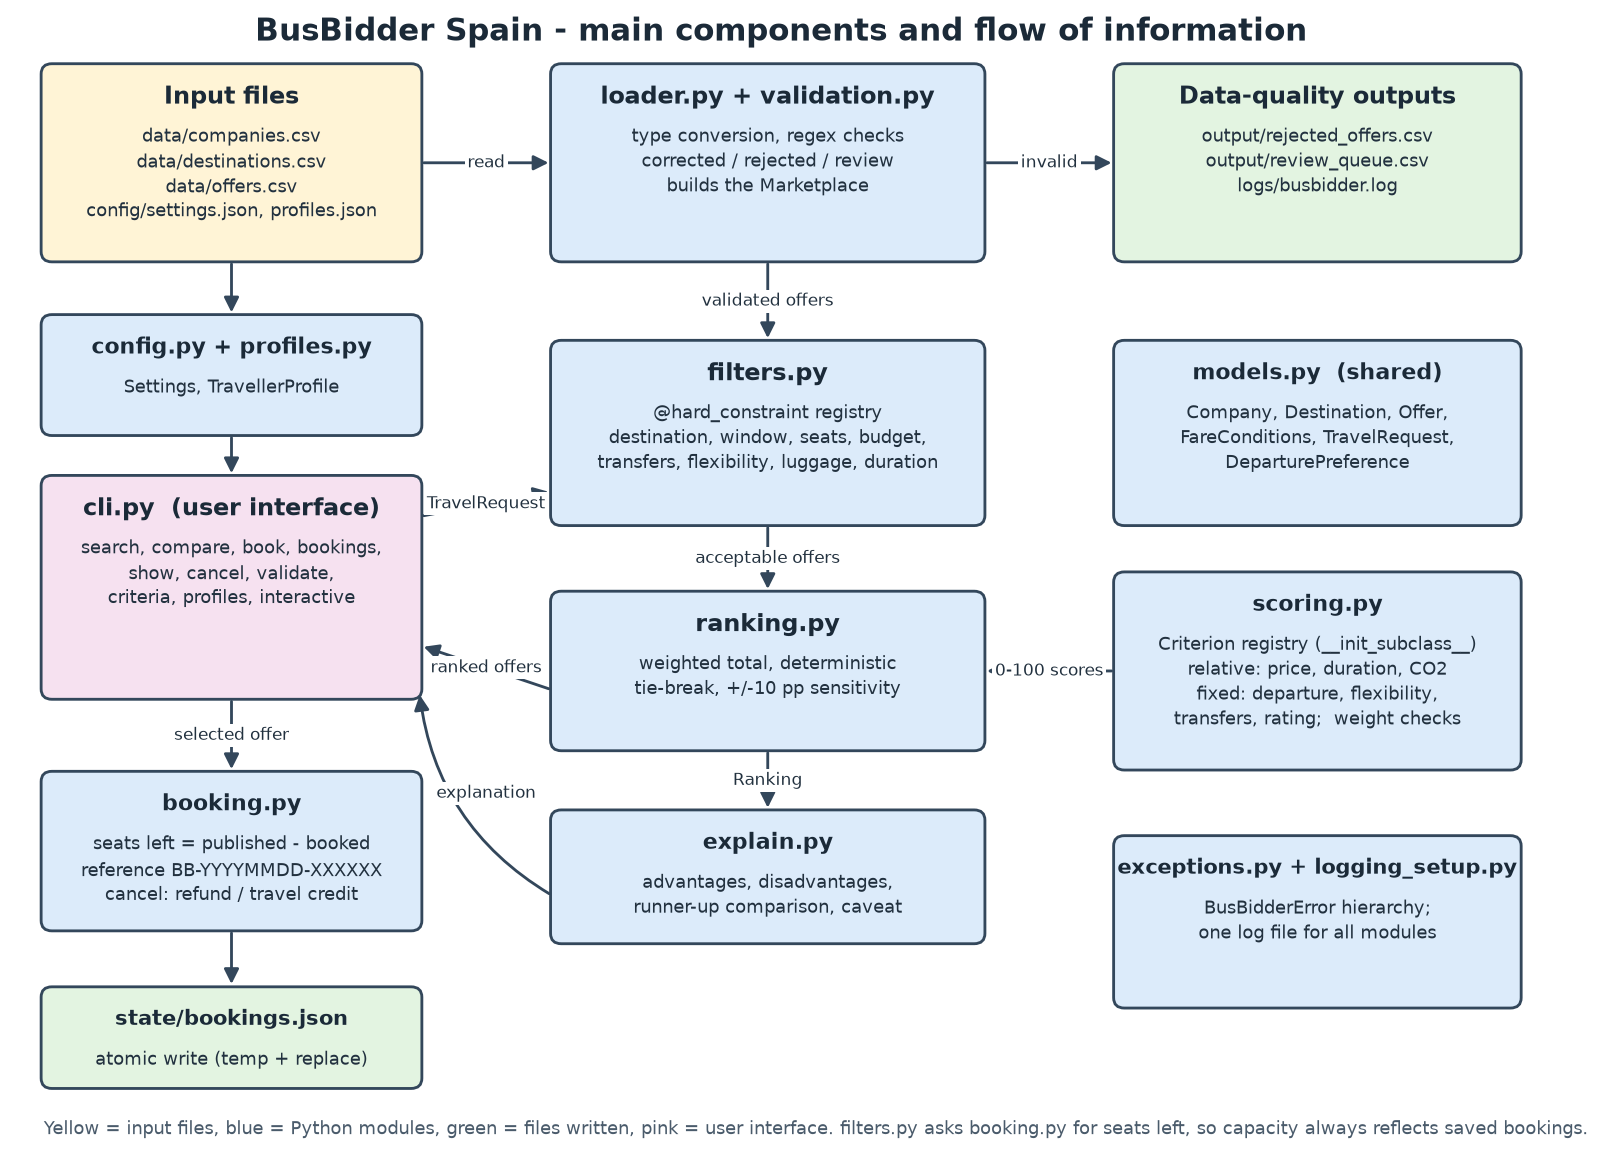 BusBidder Spain - main components and flow of information
Input files
data/companies.csv
data/destinations.csv
data/offers.csv
config/settings.json, profiles.json
read
loader.py + validation.py
type conversion, regex checks
corrected / rejected / review
builds the Marketplace
invalid
Data-quality outputs
output/rejected_offers.csv
output/review_queue.csv
logs/busbidder.log
validated offers
config.py + profiles.py
Settings, TravellerProfile
filters.py
@hard_constraint registry
destination, window, seats, budget,
transfers, flexibility, luggage, duration
models.py  (shared)
Company, Destination, Offer,
FareConditions, TravelRequest,
DeparturePreference
cli.py  (user interface)
search, compare, book, bookings,
show, cancel, validate,
criteria, profiles, interactive
TravelRequest
acceptable offers
ranking.py
weighted total, deterministic
tie-break, +/-10 pp sensitivity
ranked offers
0-100 scores
scoring.py
Criterion registry (__init_subclass__)
relative: price, duration, CO2
fixed: departure, flexibility,
transfers, rating;  weight checks
selected offer
Ranking
explanation
booking.py
seats left = published - booked
reference BB-YYYYMMDD-XXXXXX
cancel: refund / travel credit
explain.py
advantages, disadvantages,
runner-up comparison, caveat
exceptions.py + logging_setup.py
BusBidderError hierarchy;
one log file for all modules
state/bookings.json
atomic write (temp + replace)
Yellow = input files, blue = Python modules, green = files written, pink = user interface. filters.py asks booking.py for seats left, so capacity always reflects saved bookings.